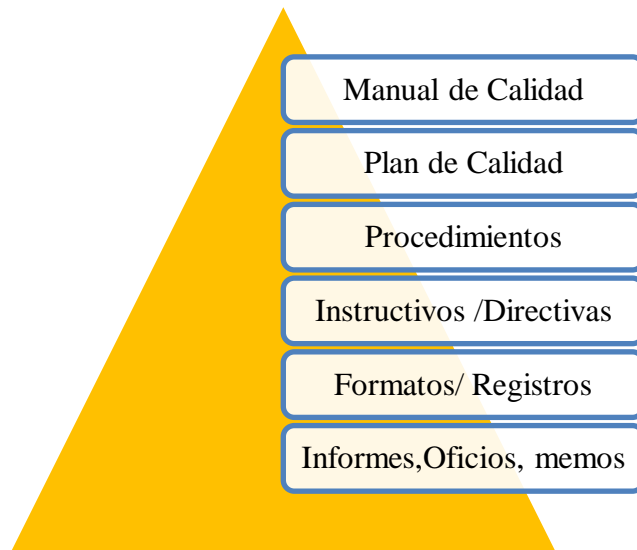 Manual de Calidad
Plan de Calidad
Procedimientos
Instructivos /Directivas
Formatos/ Registros
Informes,Oficios, memos